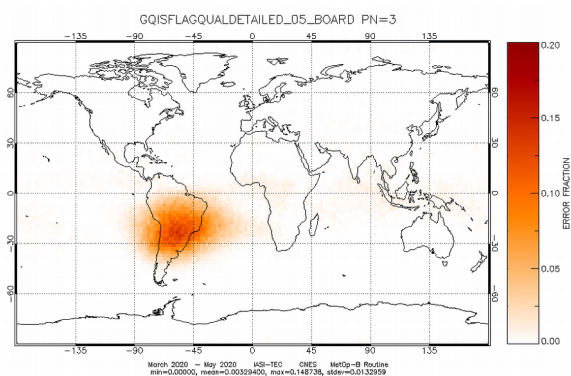 GQISFLAGQUALDETAILED_05_BOARD PN=3
-135 -90 -45 0 45 90 135
60 60
30 30
0 0
-30 -30
-60 -60
-135 -90 -45 0 45 90 135
0.20
0.15
0.10
0.05
0.00
ERROR FRACTION
March 2020 - May 2020 IASI-TEC CNES MetOp-B Routine
min=0.00000, mean=0.00329400, max=0.148738, stdev=0.0132959